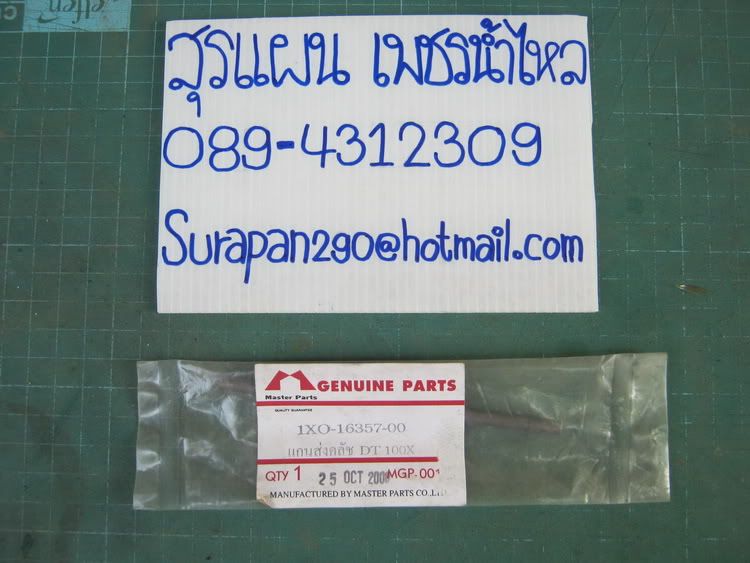 elfen
สุรแผน เพชรน้ำไหล
089-4312309
Surapan290@hotmail.com
GENUINE PARTS
Master Parts
QUALITY GUARANTEE
1XO-16357-00
แกนส่งคลัช DT 100X
QTY 1 25 OCT MGP-001
MANUFACTURED BY MASTER PARTS CO.,LTD.